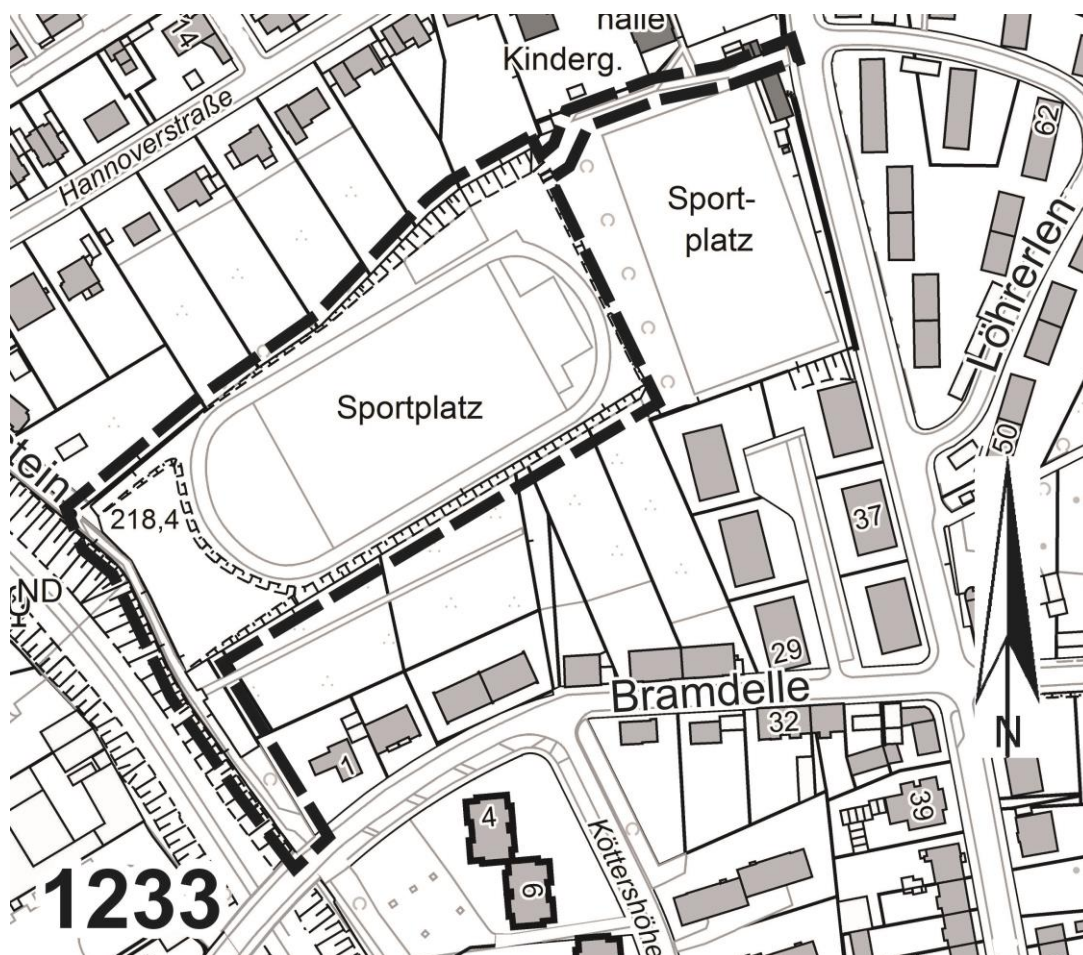 halle
Kinderg.
14
Hannoverstraße
62
Sport-
platz
Löhrerlen
Sportplatz
50
tein
218,4
37
ND
29
Bramdelle
32
N
1
4
39
6
Köttershöhe
1233